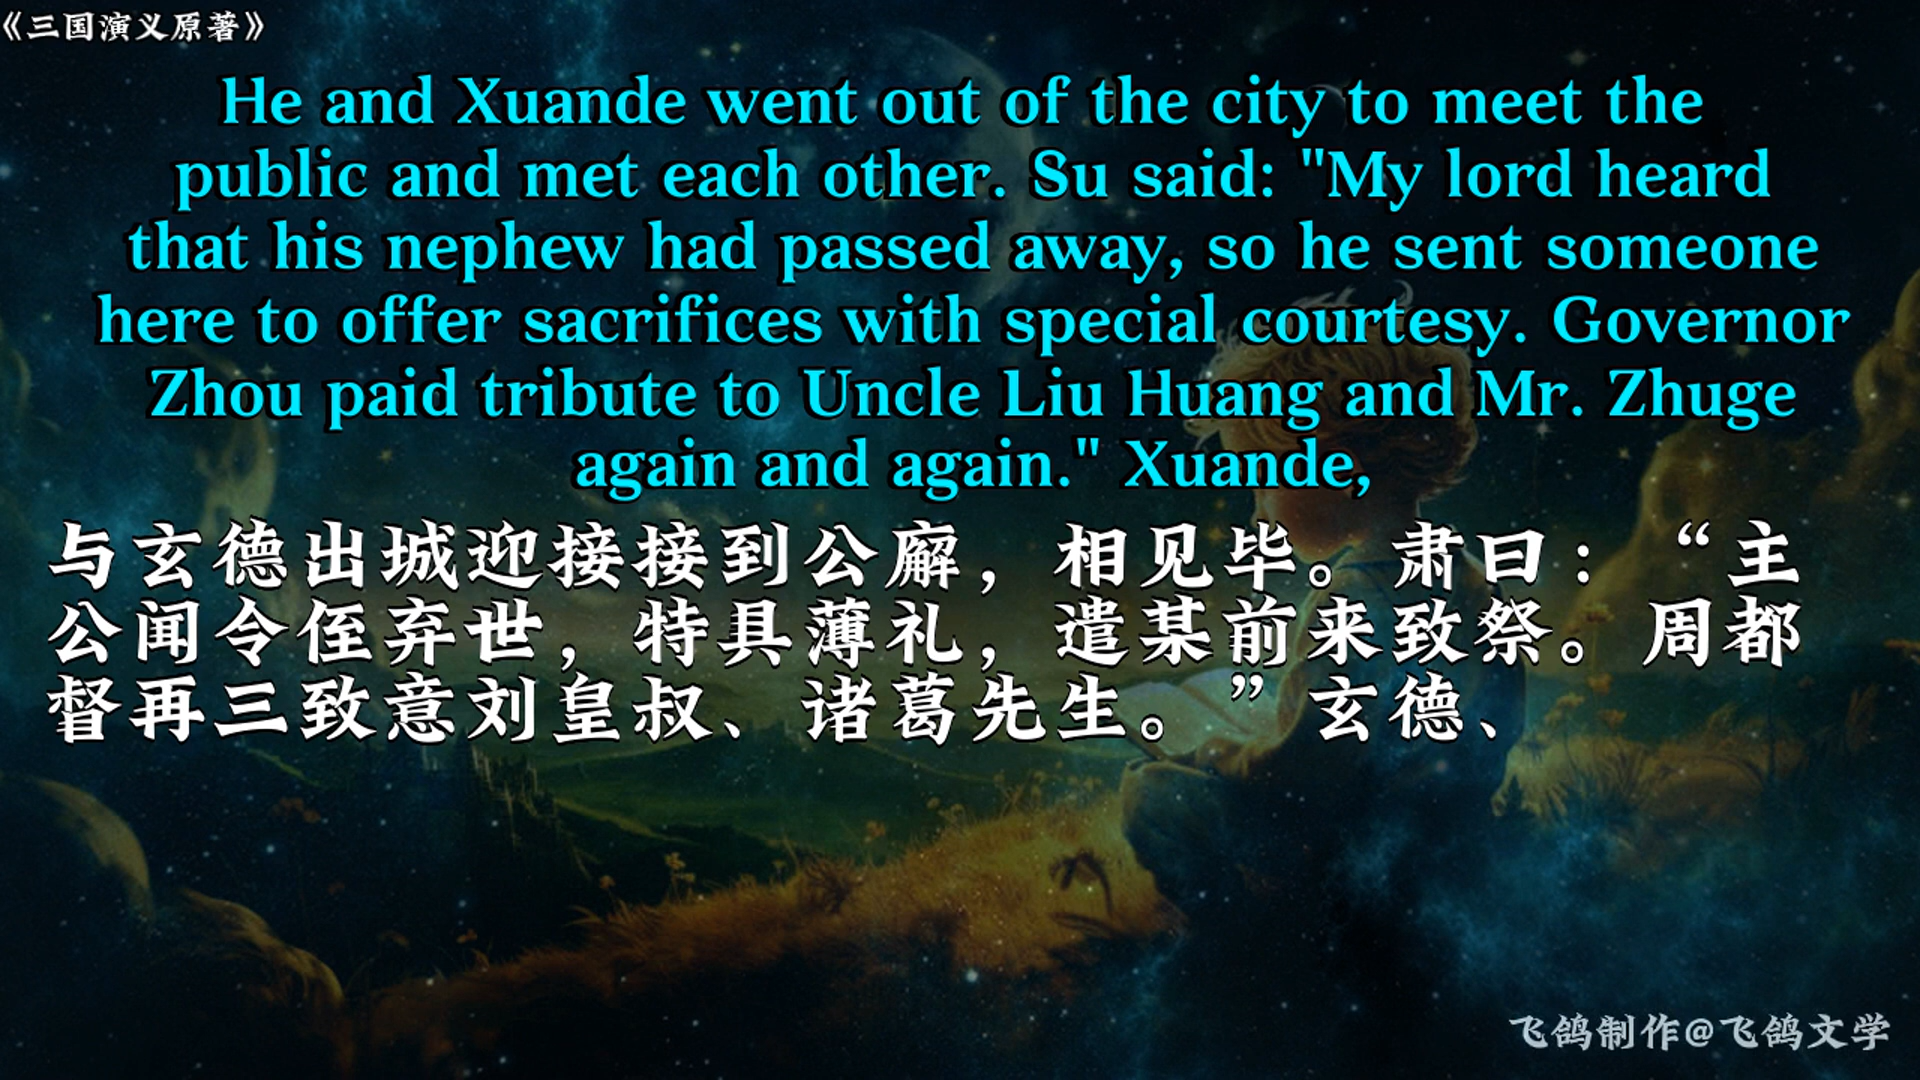 《三国演义原著》
He and Xuande went out of the city to meet the
public and met each other. Su said: "My lord heard
that his nephew had passed away, so he sent someone
here to offer sacrifices with special courtesy. Governor
Zhou paid tribute to Uncle Liu Huang and Mr. Zhuge
again and again." Xuande,
与玄德出城迎接接到公廨，相见毕。肃曰：“主
公闻令侄弃世，特具薄礼，遣某前来致祭。周都
督再三致意刘皇叔、诸葛先生。”玄德、
飞鸽制作@飞鸽文学